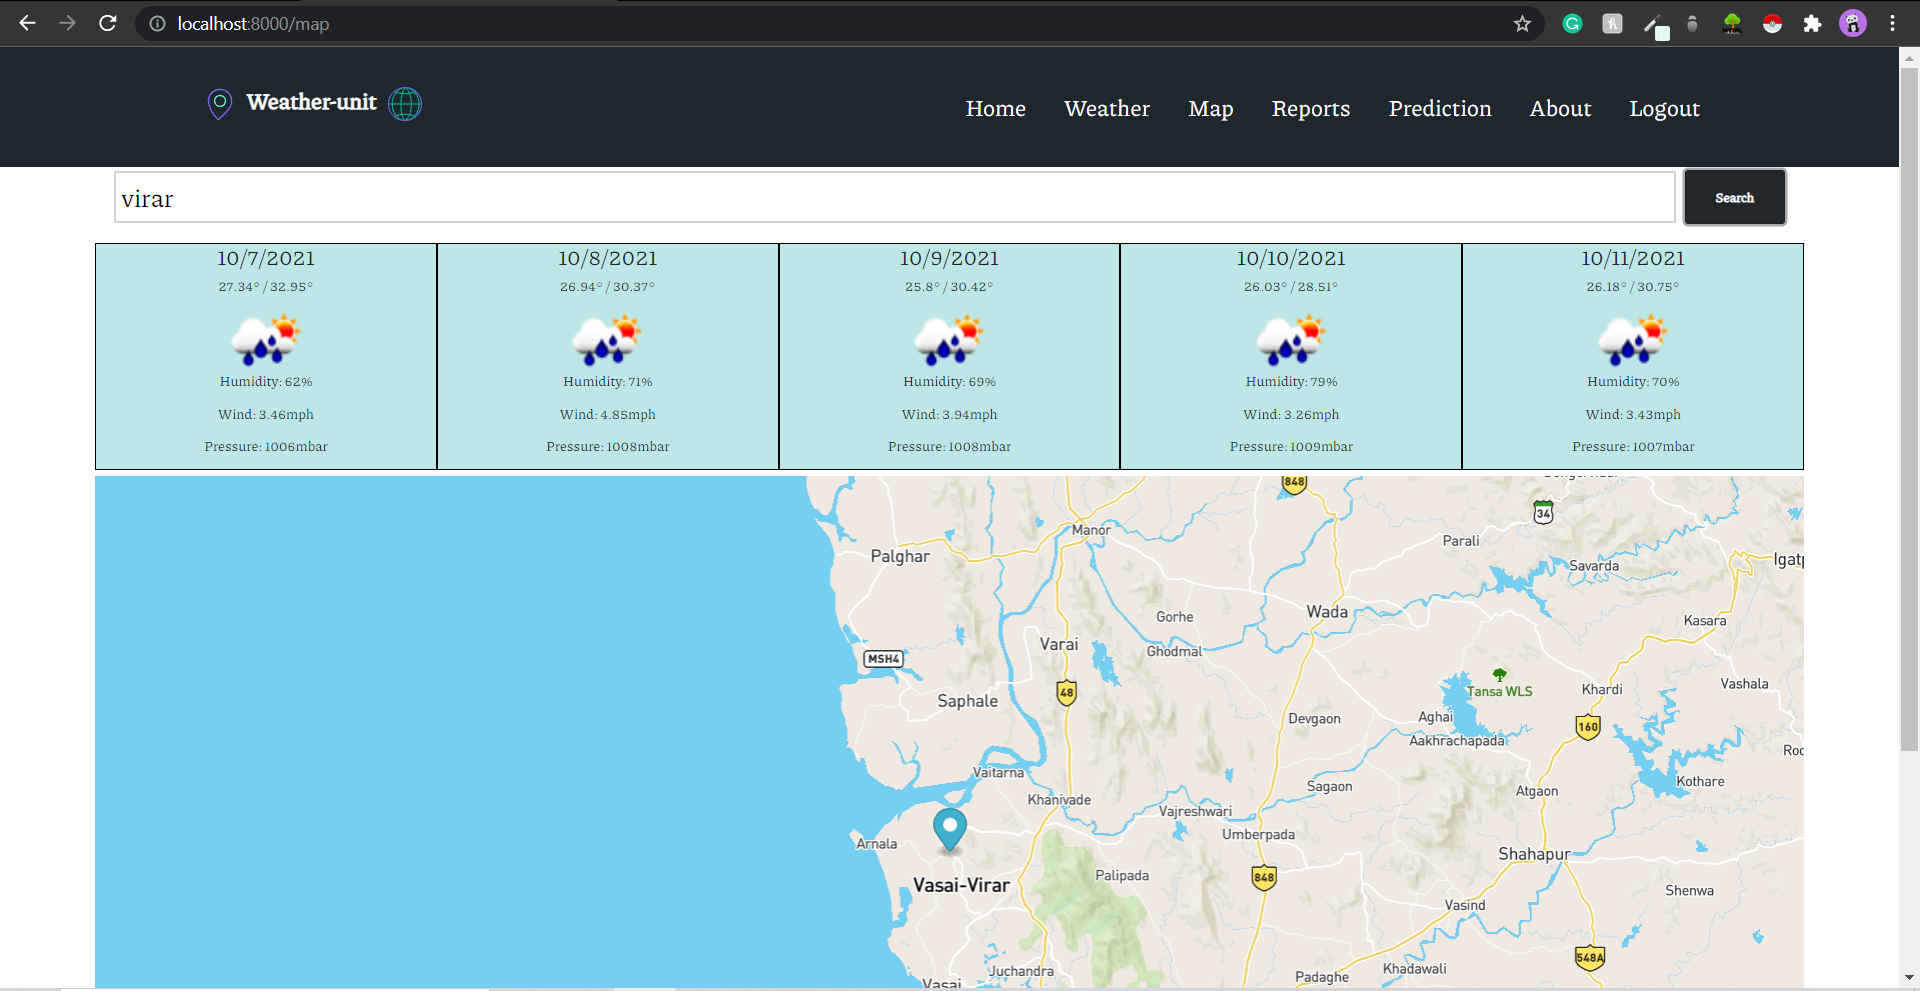 localhost:8000/map
Weather-unit
Home Weather Map Reports Prediction About Logout
virar
Search
10/7/2021
27.34° / 32.95°
Humidity: 62%
Wind: 3.46mph
Pressure: 1006mbar
10/8/2021
26.94° / 30.37°
Humidity: 71%
Wind: 4.85mph
Pressure: 1008mbar
10/9/2021
25.8° / 30.42°
Humidity: 69%
Wind: 3.94mph
Pressure: 1008mbar
10/10/2021
26.03° / 28.51°
Humidity: 79%
Wind: 3.26mph
Pressure: 1009mbar
10/11/2021
26.18° / 30.75°
Humidity: 70%
Wind: 3.43mph
Pressure: 1007mbar
848
34
Manor
Parali
Palghar
Igatp
Savarda
Wada
Gorhe
Kasara
Varai
Ghodmal
MSH4
Vashala
Khardi
Tansa WLS
48
Saphale
Aghai
Devgaon
160
Aakhrachapada
Roc
Vaitarna
Kothare
Sagaon
Atgaon
Khanivade
Vajreshwari
Umberpada
Arnala
Shahapur
Palipada
848
Vasai-Virar
Shenwa
Vasind
548A
Khadawali
Juchandra
Padaghe
Vasai